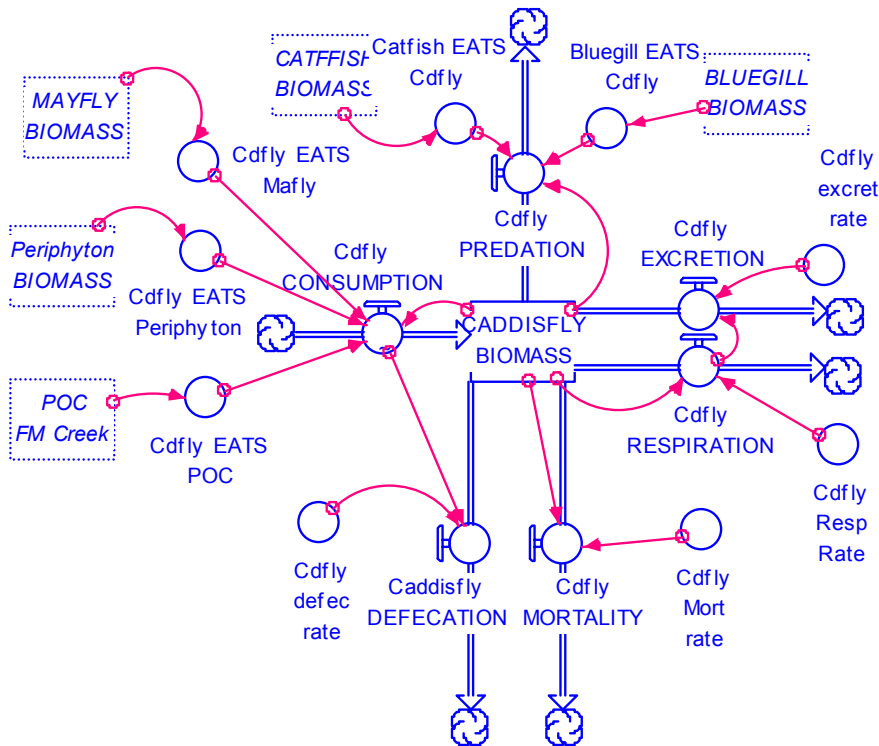 CATFFISH
BIOMASS
Catfish EATS
Cdfly
Bluegill EATS
Cdfly
BLUEGILL
BIOMASS
MAYFLY
BIOMASS
Cdfly EATS
Mafly
Cdfly
excret
rate
Cdfly
PREDATION
Cdfly
EXCRETION
Periphyton
BIOMASS
Cdfly
CONSUMPTION
Cdfly EATS
Periphyton
CADDISFLY
BIOMASS
POC
FM Creek
Cdfly EATS
POC
Cdfly
RESPIRATION
Cdfly
Resp
Rate
Cdfly
defec
rate
Caddisfly
DEFECATION
Cdfly
MORTALITY
Cdfly
Mort
rate